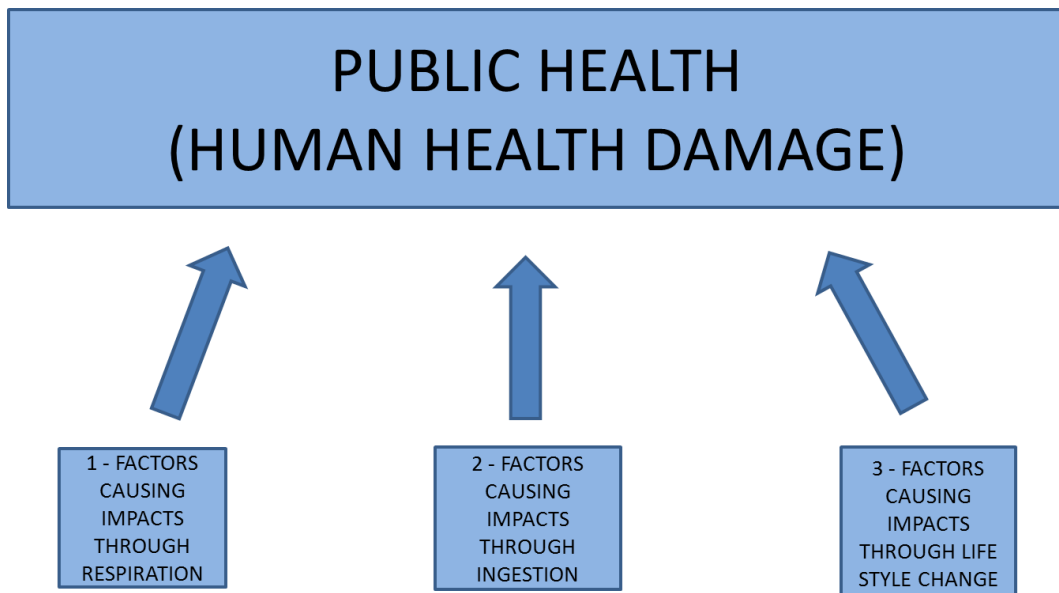 PUBLIC HEALTH
(HUMAN HEALTH DAMAGE)
1 - FACTORS
CAUSING
IMPACTS
THROUGH
RESPIRATION
2 - FACTORS
CAUSING
IMPACTS
THROUGH
INGESTION
3 - FACTORS
CAUSING
IMPACTS
THROUGH LIFE
STYLE CHANGE